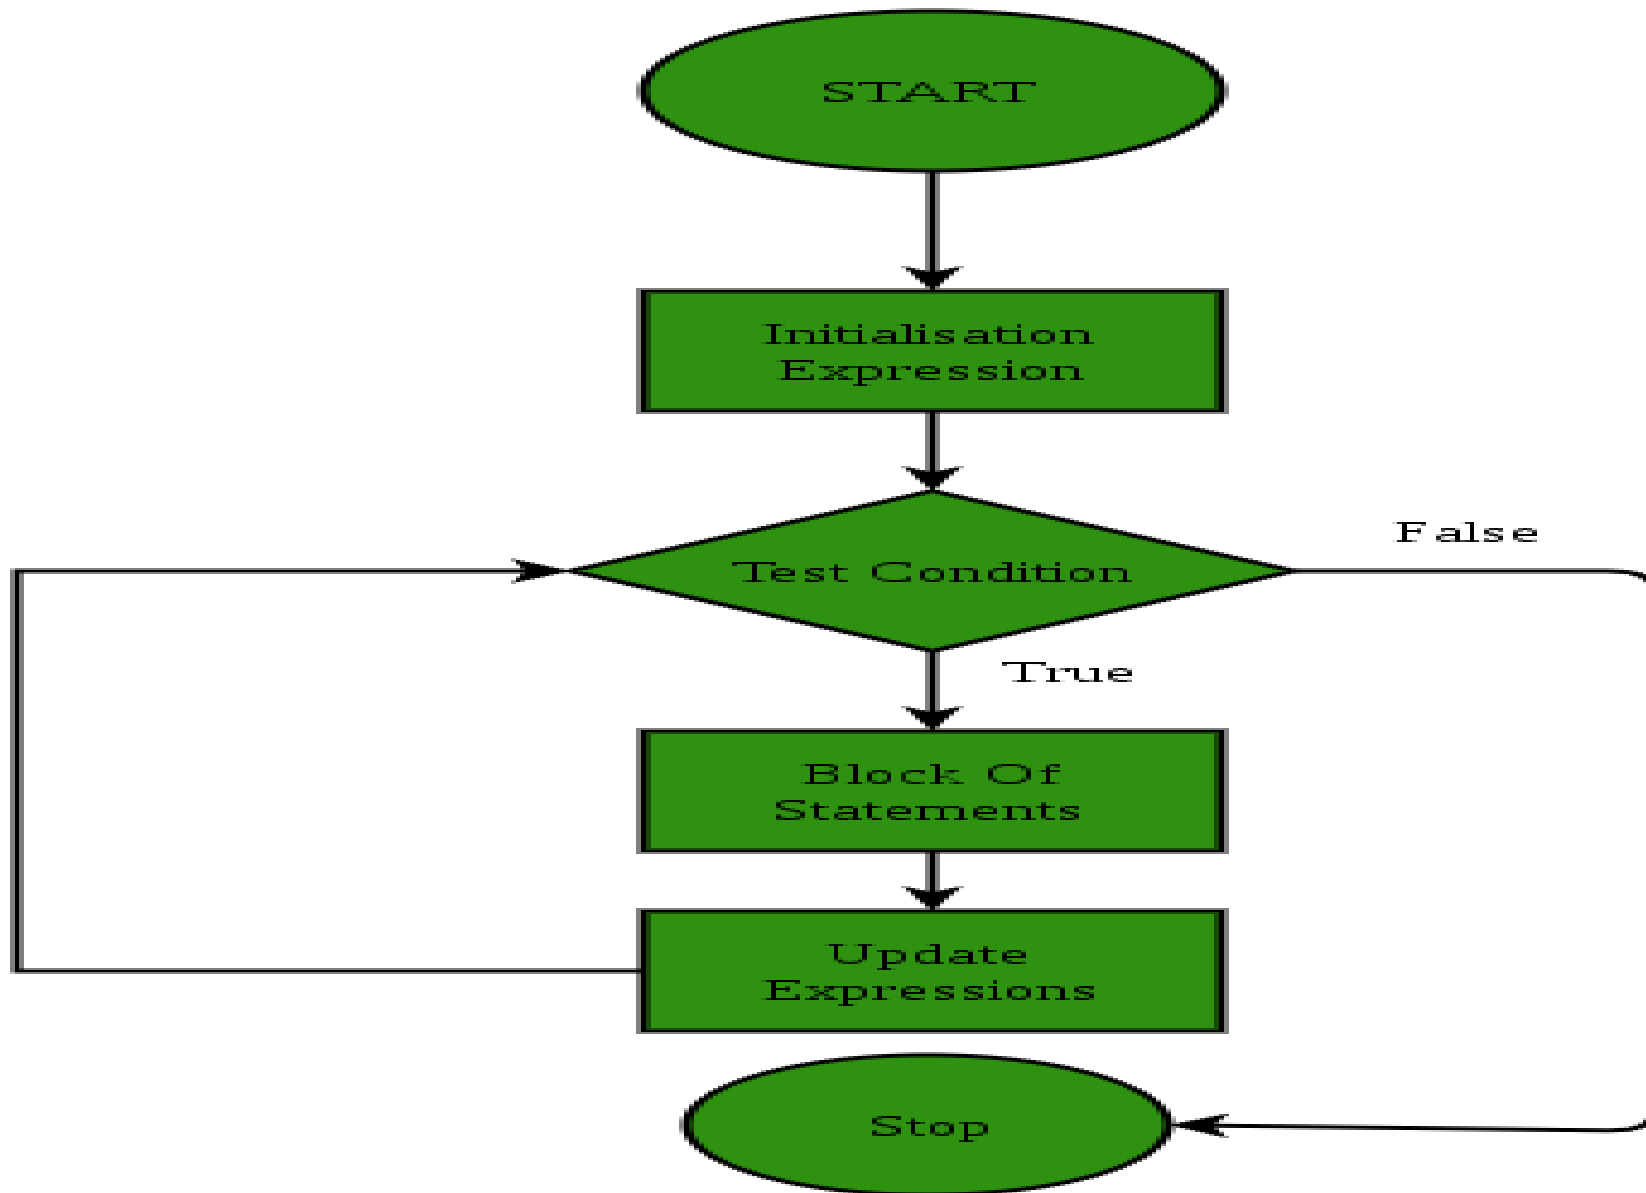 START
Initialisation
Expression
False
Test Condition
True
Block Of
Statements
Update
Expressions
Stop